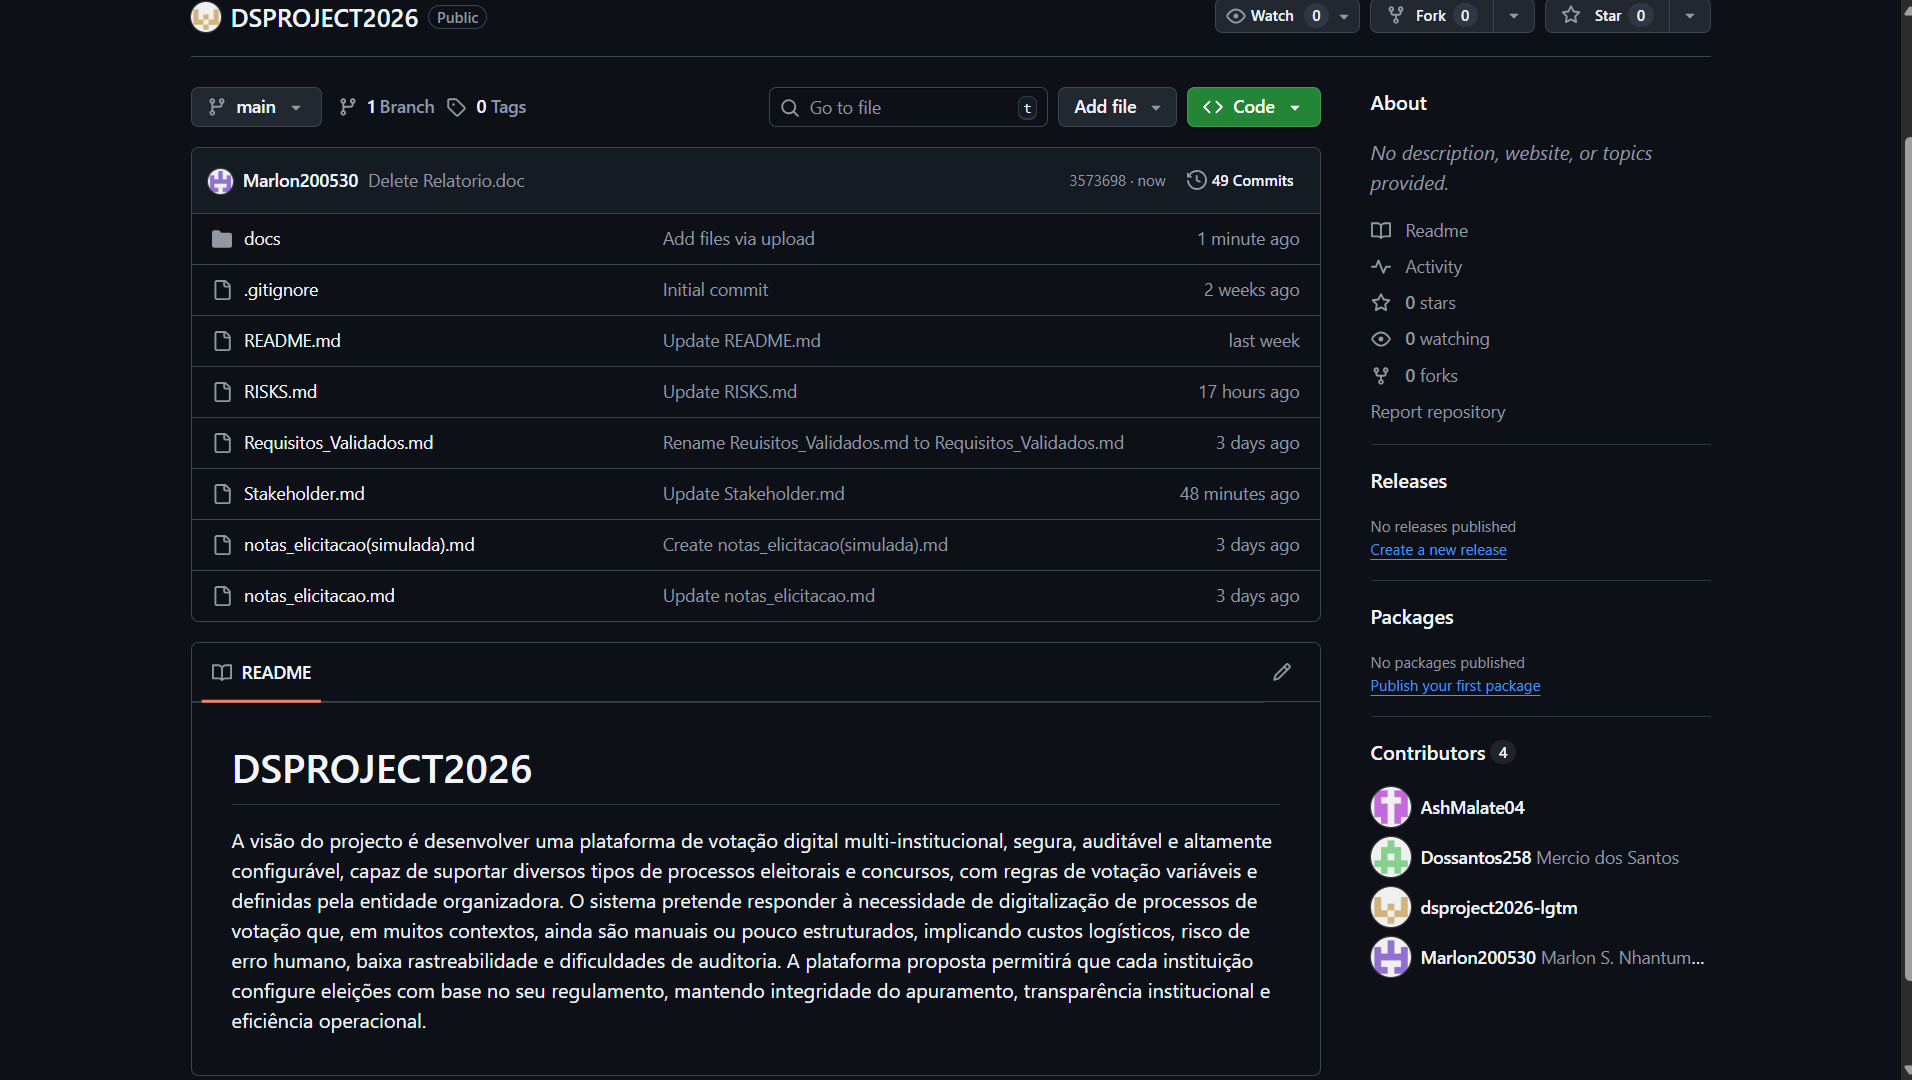 DSPROJECT2026 Public
Watch 0
Fork 0
Star 0
main
1 Branch
0 Tags
Go to file t
Add file
Code
Marlon200530 Delete Relatorio.doc 3573698 · now 49 Commits
docs Add files via upload 1 minute ago
.gitignore Initial commit 2 weeks ago
README.md Update README.md last week
RISKS.md Update RISKS.md 17 hours ago
Requisitos_Validados.md Rename Reuisitos_Validados.md to Requisitos_Validados.md 3 days ago
Stakeholder.md Update Stakeholder.md 48 minutes ago
notas_elicitacao(simulada).md Create notas_elicitacao(simulada).md 3 days ago
notas_elicitacao.md Update notas_elicitacao.md 3 days ago
README
DSPROJECT2026
A visão do projecto é desenvolver uma plataforma de votação digital multi-institucional, segura, auditável e altamente
configurável, capaz de suportar diversos tipos de processos eleitorais e concursos, com regras de votação variáveis e
definidas pela entidade organizadora. O sistema pretende responder à necessidade de digitalização de processos de
votação que, em muitos contextos, ainda são manuais ou pouco estruturados, implicando custos logísticos, risco de
erro humano, baixa rastreabilidade e dificuldades de auditoria. A plataforma proposta permitirá que cada instituição
configure eleições com base no seu regulamento, mantendo integridade do apuramento, transparência institucional e
eficiência operacional.
About
No description, website, or topics
provided.
Readme
Activity
0 stars
0 watching
0 forks
Report repository
Releases
No releases published
Create a new release
Packages
No packages published
Publish your first package
Contributors 4
AshMalate04
Dossantos258 Mercio dos Santos
dsproject2026-lgtm
Marlon200530 Marlon S. Nhantum...